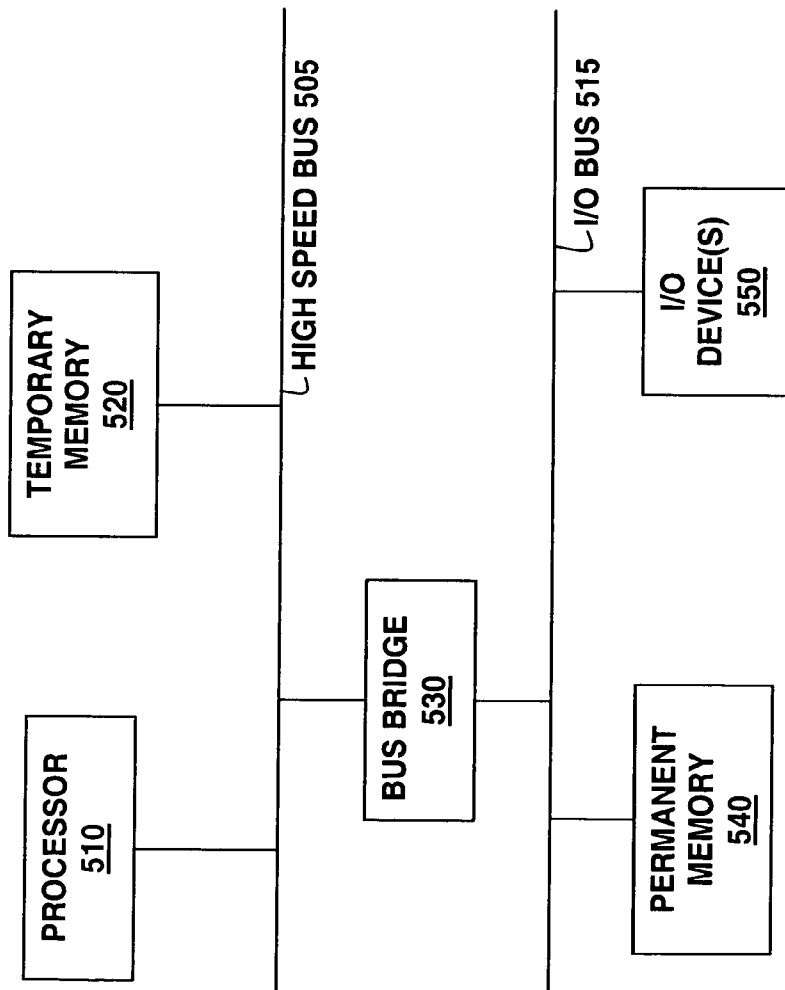 PROCESSOR
510
TEMPORARY
MEMORY
520
HIGH SPEED BUS 505
BUS BRIDGE
530
I/O BUS 515
PERMANENT
MEMORY
540
I/O
DEVICE(S)
550